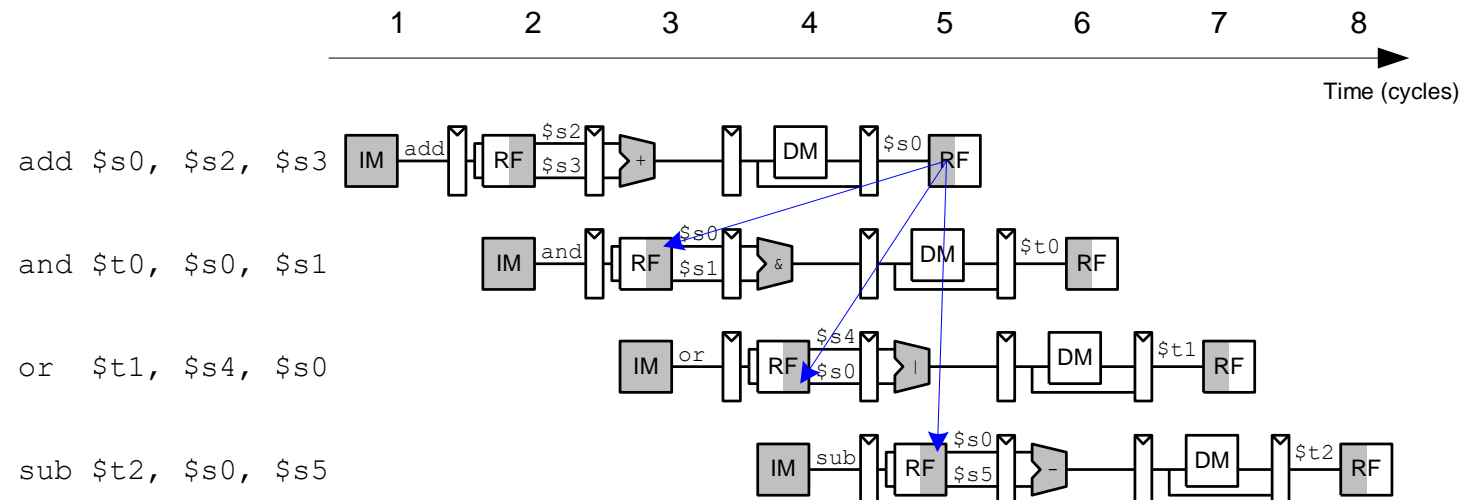 1 2 3 4 5 6 7 8
Time (cycles)
add $s0, $s2, $s3 IM add RF $s2 $s3 + DM $s0 RF
and $t0, $s0, $s1 IM and RF $s0 $s1 & DM $t0 RF
or $t1, $s4, $s0 IM or RF $s4 $s0 | DM $t1 RF
sub $t2, $s0, $s5 IM sub RF $s0 $s5 - DM $t2 RF